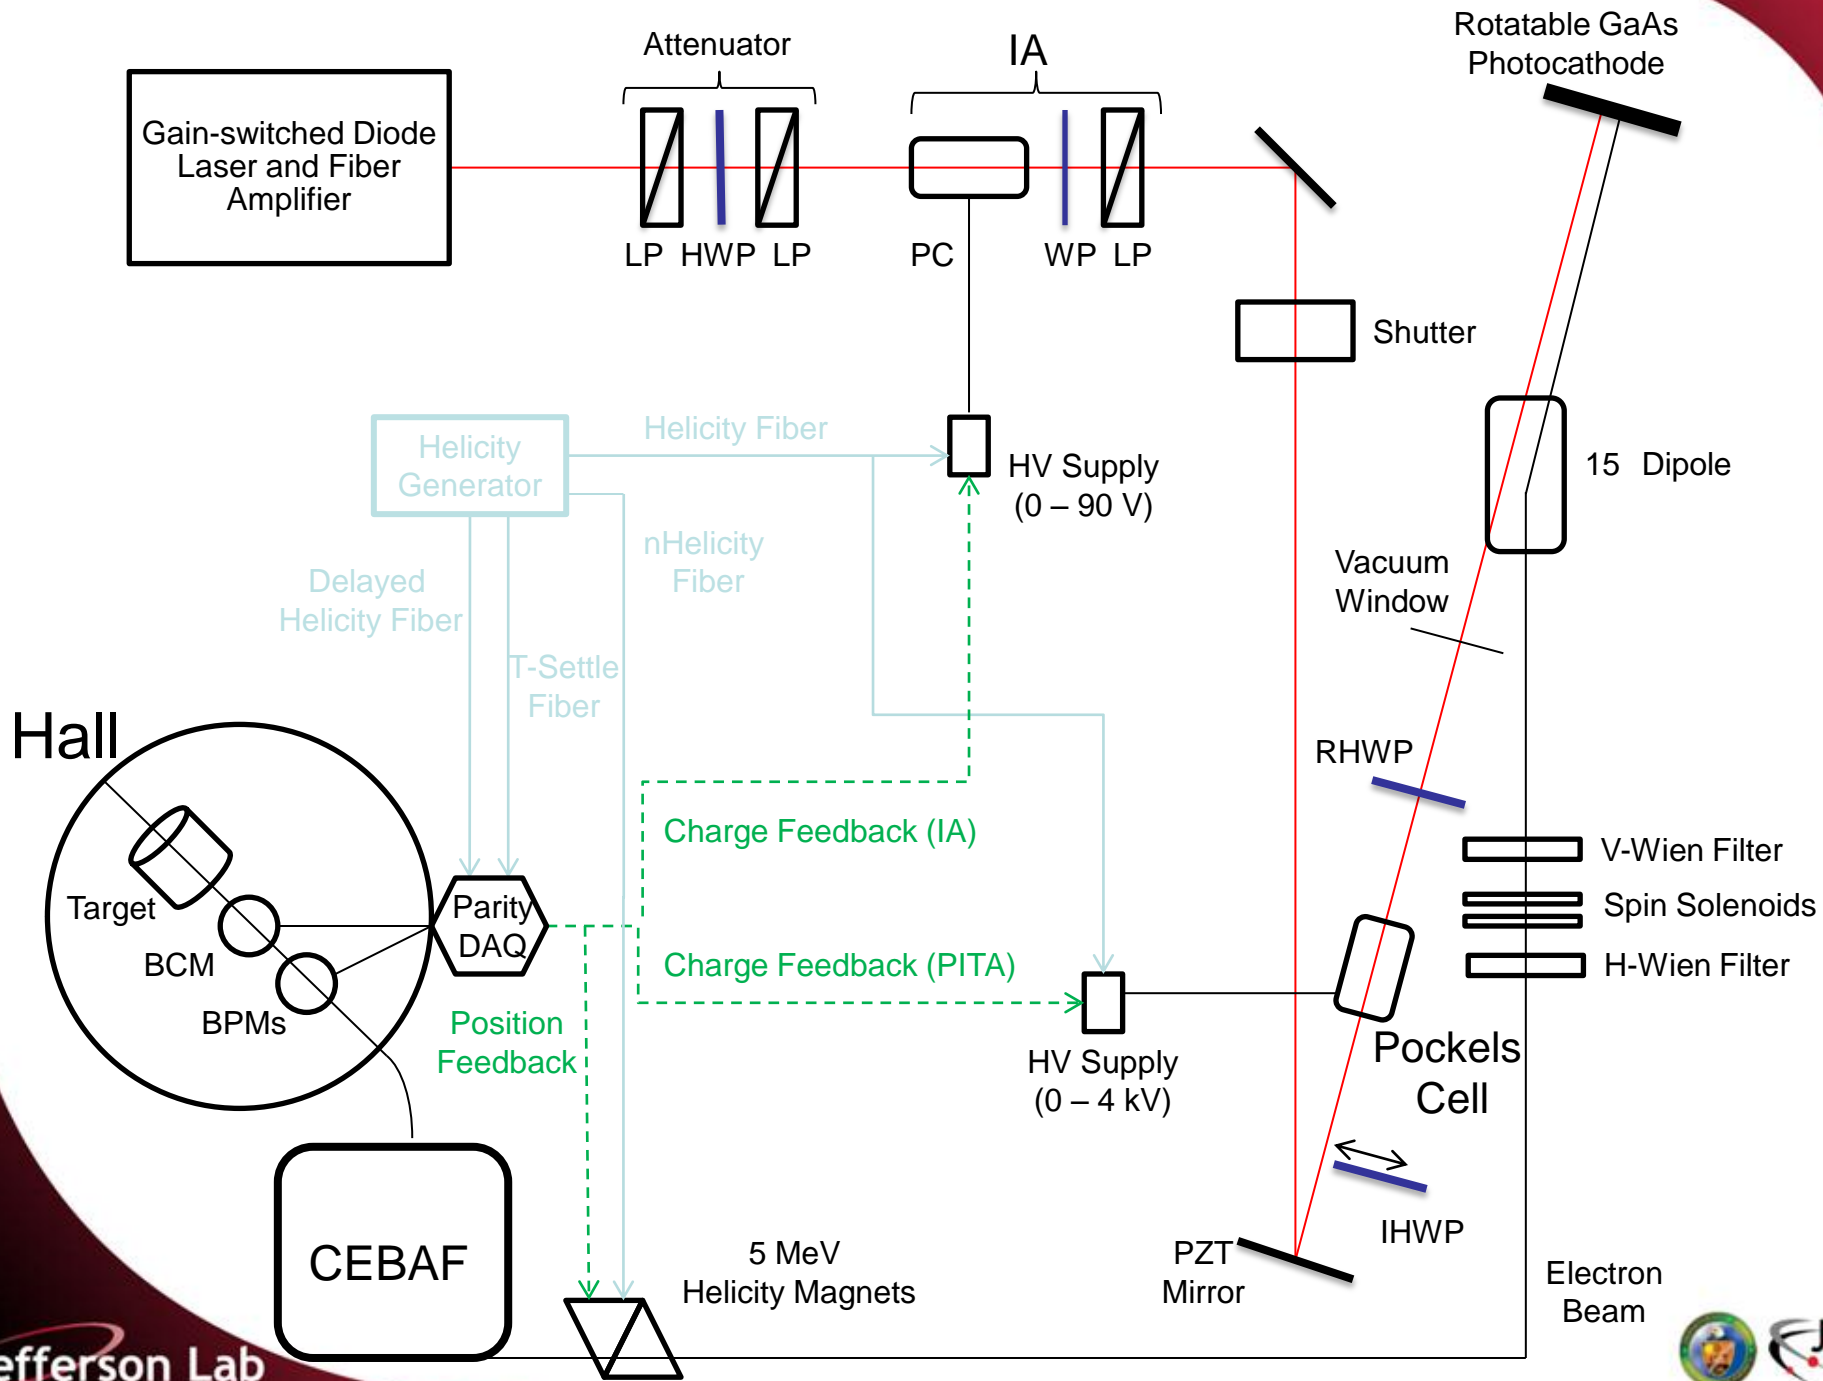 Rotatable GaAs
Photocathode
Attenuator
IA
Gain-switched Diode
Laser and Fiber
Amplifier
LP HWP LP
PC
WP LP
Shutter
Helicity
Generator
Helicity Fiber
HV Supply
(0 – 90 V)
15 Dipole
nHelicity
Fiber
Delayed
Helicity Fiber
Vacuum
Window
T-Settle
Fiber
Hall
RHWP
Charge Feedback (IA)
V-Wien Filter
Target
Parity
DAQ
Spin Solenoids
BCM
Charge Feedback (PITA)
H-Wien Filter
BPMs
Position
Feedback
Pockels
Cell
HV Supply
(0 – 4 kV)
IHWP
CEBAF
5 MeV
Helicity Magnets
PZT
Mirror
Electron
Beam
efferson Lab